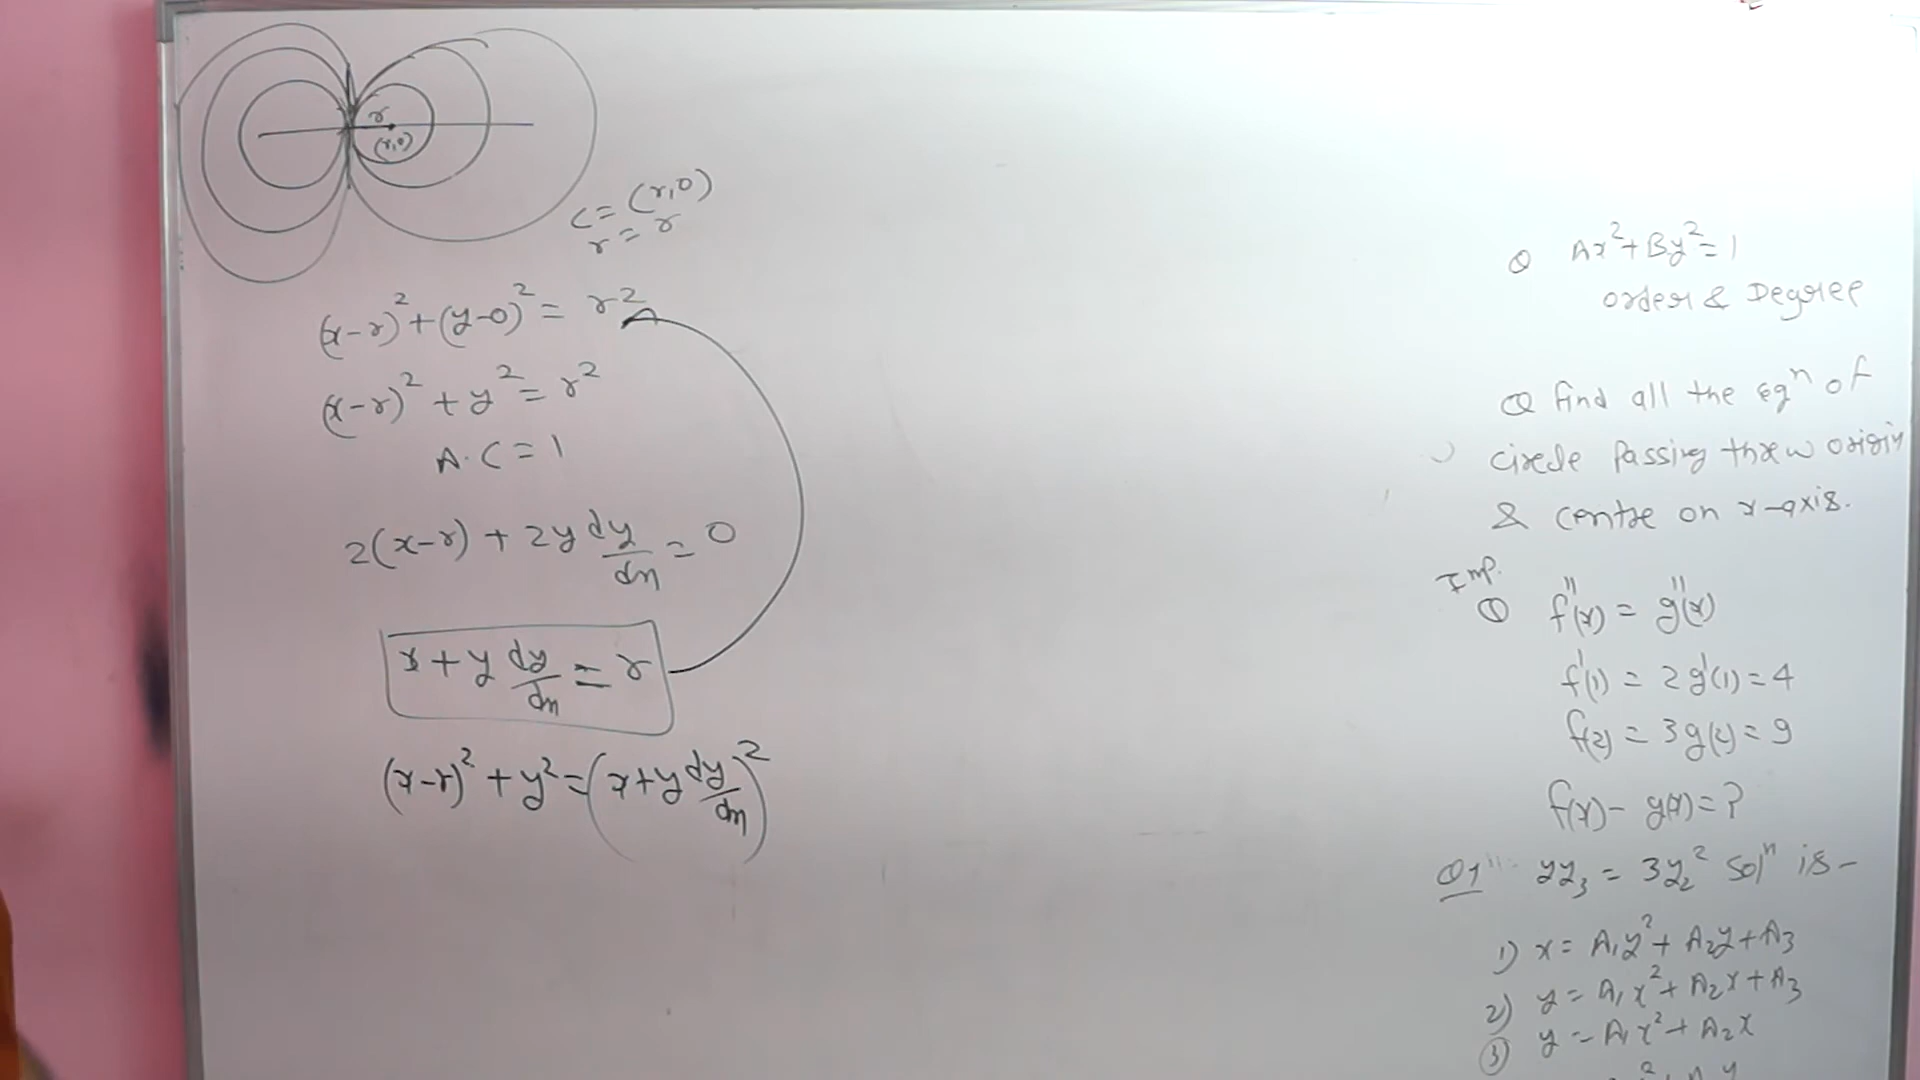 r
(r,0)
C = (r,0)
r = r
(x-r)² + (y-0)² = r²
(x-r)² + y² = r²
A.C = 1
2(x-r) + 2y dy/dx = 0
x + y dy/dx = r
(x-r)² + y² = (x + y dy/dx)²
Q Ax² + By² = 1
order & Degree
Q find all the eqⁿ of
circle Passing threw origin
& centre on x-axis.
Imp.
Q f''(x) = g''(x)
f'(1) = 2g'(1) = 4
f(2) = 3g(2) = 9
f(x) - g(x) = ?
Q1 yy₃ = 3y₂² solⁿ is -
1) x = A₁y² + A₂y + A₃
2) y = A₁x² + A₂x + A₃
3) y = A₁x² + A₂x